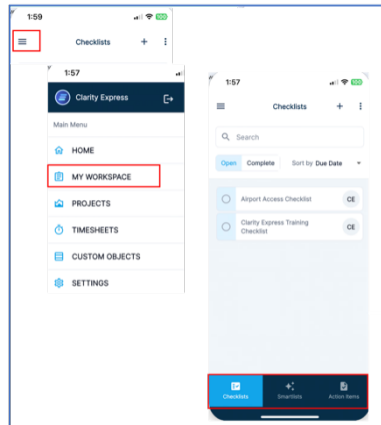 1:59
100
Checklists
1:57
Clarity Express
Main Menu
HOME
MY WORKSPACE
PROJECTS
TIMESHEETS
CUSTOM OBJECTS
SETTINGS
1:57
100
Checklists
Search
Open Complete Sort by Due Date
Airport Access Checklist CE
Clarity Express Training
Checklist CE
Checklists Smartlists Action Items